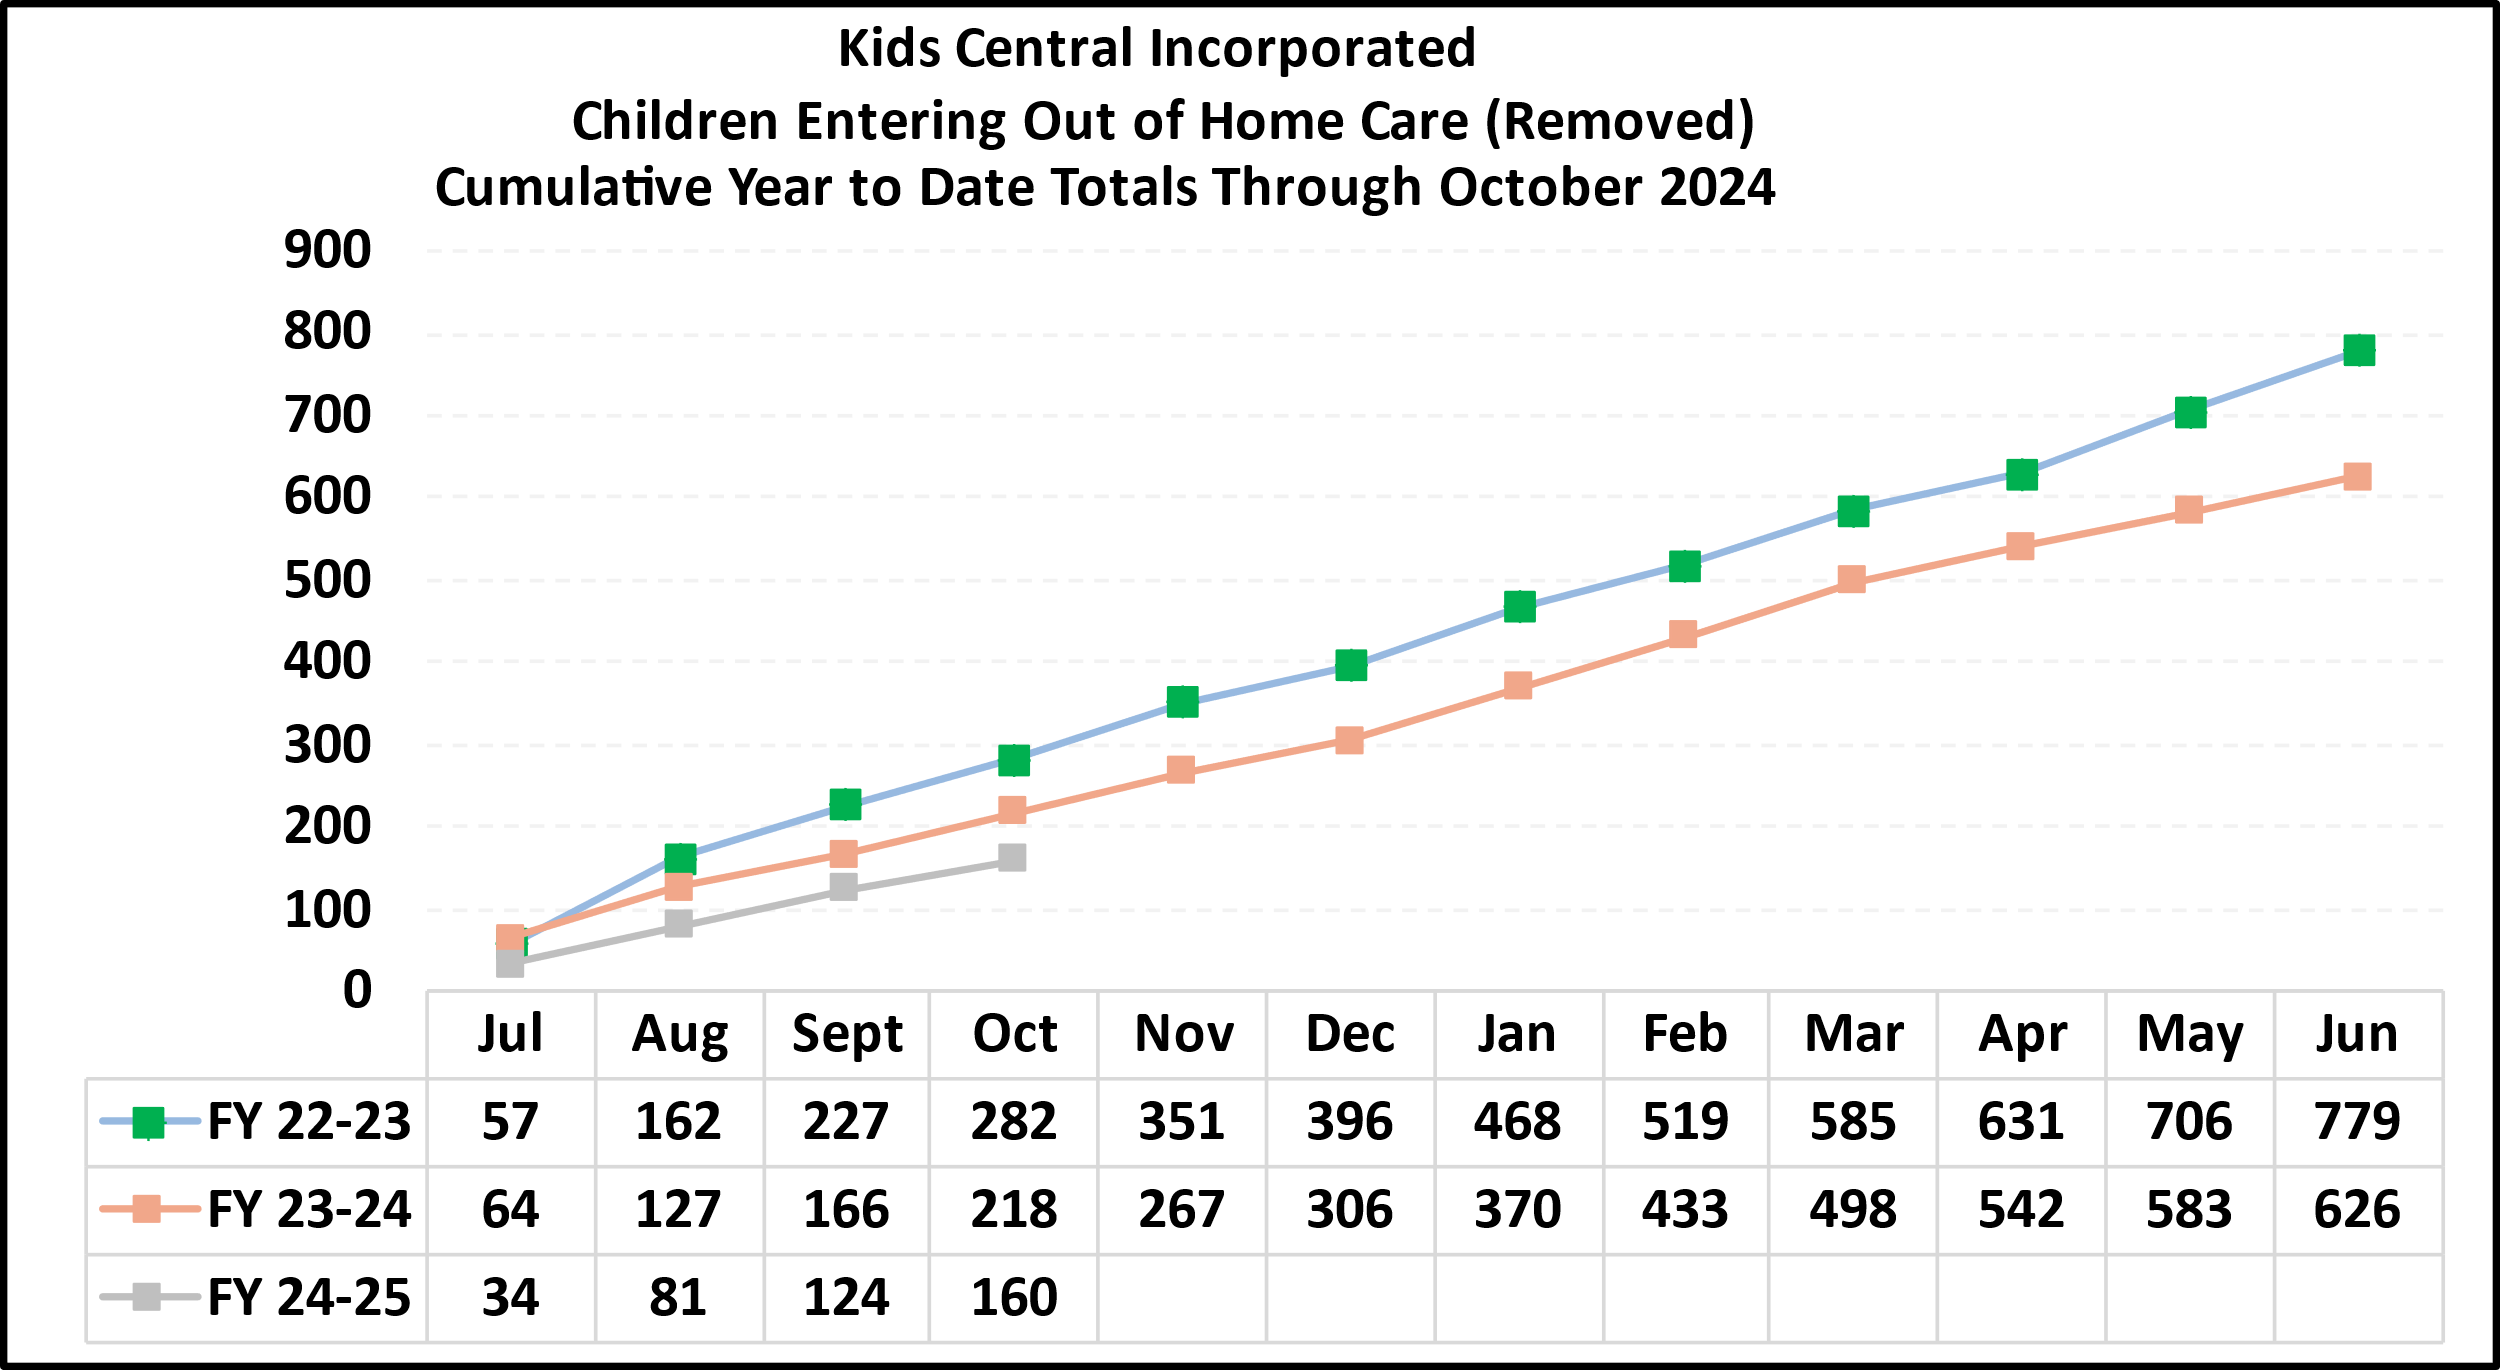 Kids Central Incorporated
Children Entering Out of Home Care (Removed)
Cumulative Year to Date Totals Through October 2024
900
800
700
600
500
400
300
200
100
0
Jul Aug Sept Oct Nov Dec Jan Feb Mar Apr May Jun
FY 22-23 57 162 227 282 351 396 468 519 585 631 706 779
FY 23-24 64 127 166 218 267 306 370 433 498 542 583 626
FY 24-25 34 81 124 160